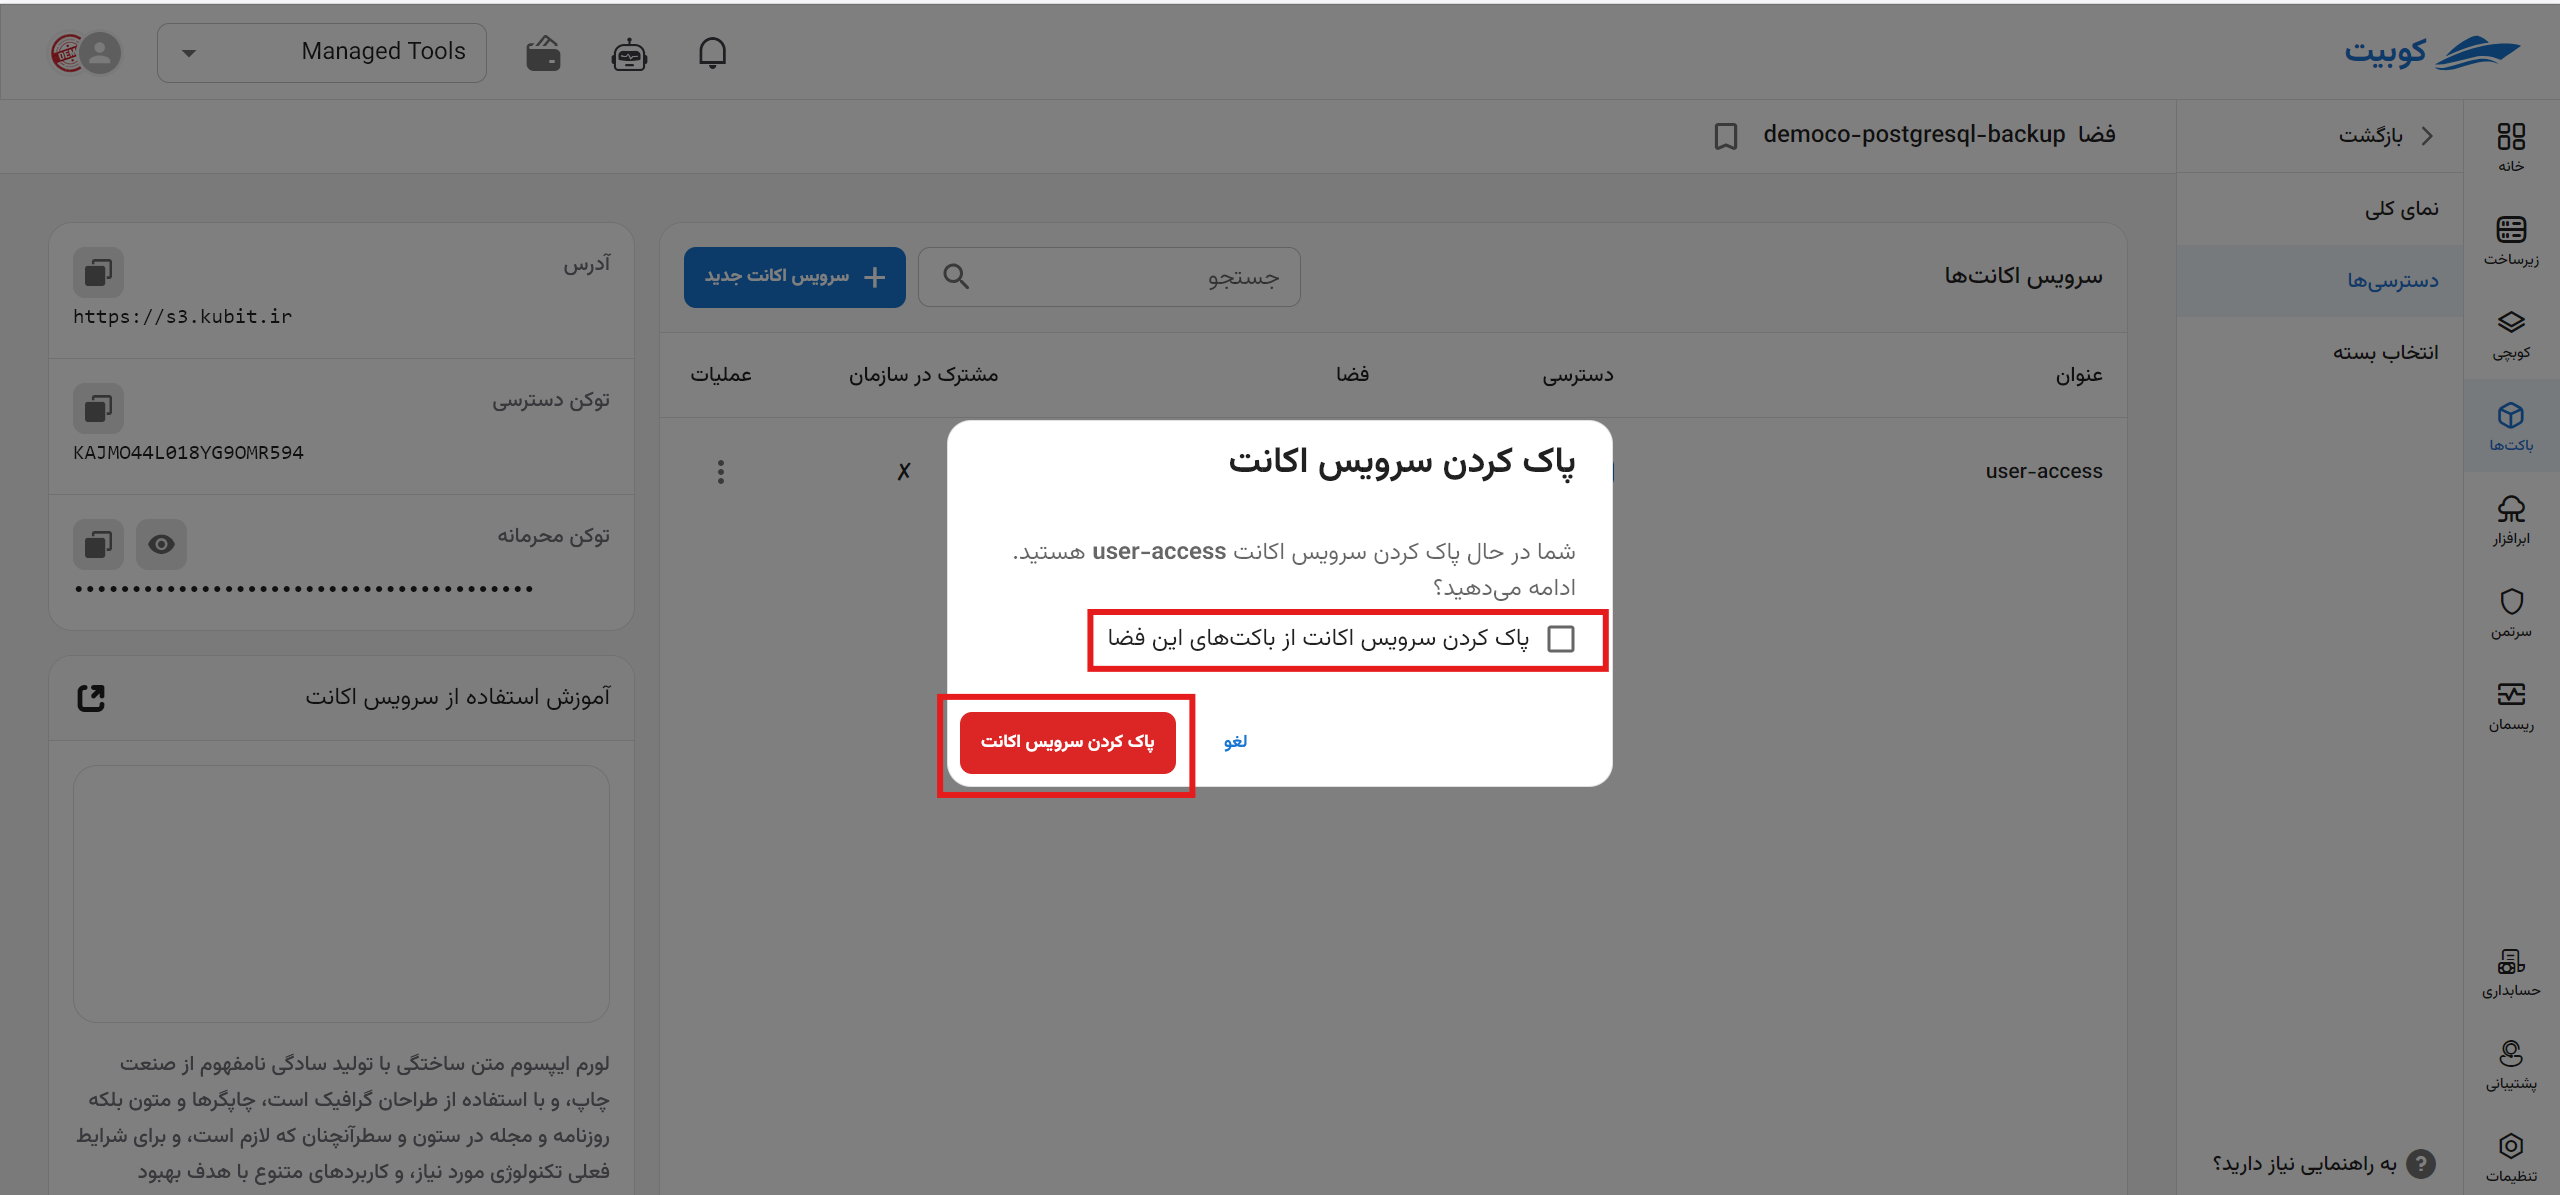 کوبیت
Managed Tools
DEM
خانه
زیرساخت
کوبچی
باکت‌ها
ابرافزار
سرتمن
ریسمان
حسابداری
پشتیبانی
تنظیمات
بازگشت
نمای کلی
دسترسی‌ها
انتخاب بسته
به راهنمایی نیاز دارید؟
فضا democo-postgresql-backup
سرویس اکانت‌ها
جستجو
سرویس اکانت جدید
عنوان دسترسی فضا مشترک در سازمان عملیات
user-access ✗
پاک کردن سرویس اکانت
شما در حال پاک کردن سرویس اکانت user-access هستید.
ادامه می‌دهید؟
پاک کردن سرویس اکانت از باکت‌های این فضا
لغو
پاک کردن سرویس اکانت
آدرس
https://s3.kubit.ir
توکن دسترسی
KAJMO44L018YG9OMR594
توکن محرمانه
••••••••••••••••••••••••••••••••••••••••
آموزش استفاده از سرویس اکانت
لورم ایپسوم متن ساختگی با تولید سادگی نامفهوم از صنعت
چاپ، و با استفاده از طراحان گرافیک است، چاپگرها و متون بلکه
روزنامه و مجله در ستون و سطرآنچنان که لازم است، و برای شرایط
فعلی تکنولوژی مورد نیاز، و کاربردهای متنوع با هدف بهبود